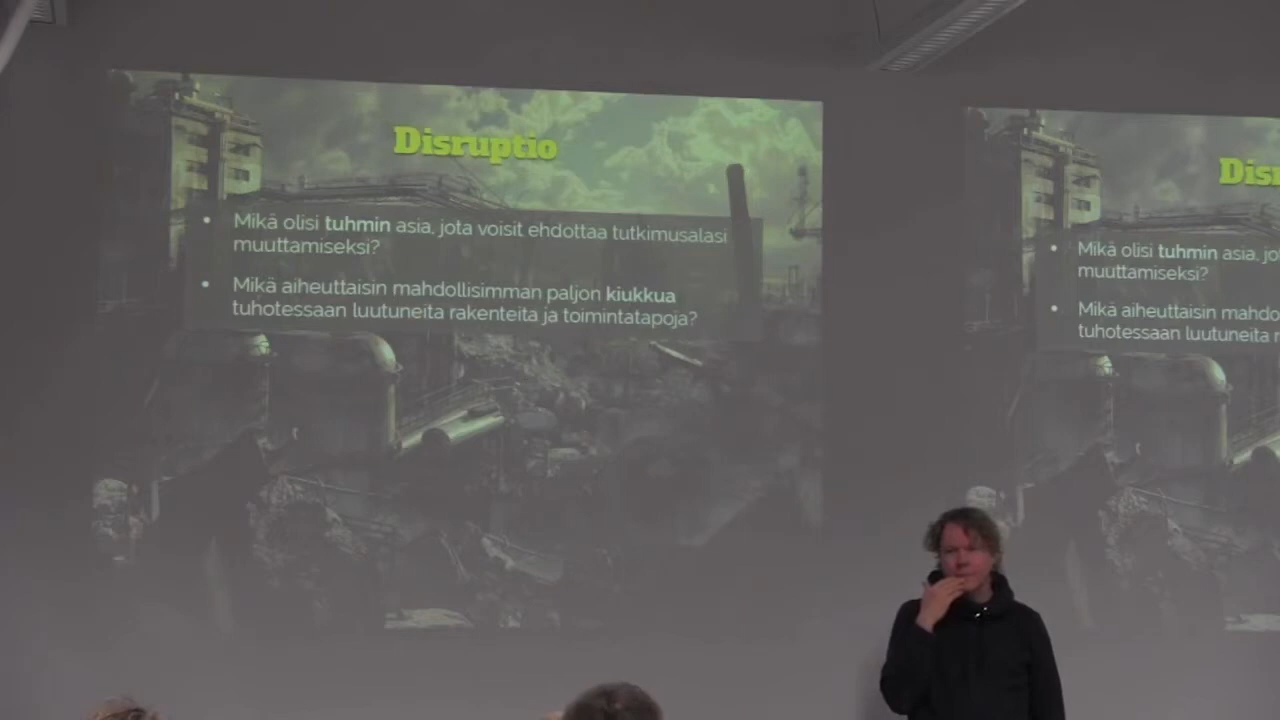 Disruptio
• Mikä olisi tuhmin asia, jota voisit ehdottaa tutkimusalasi
muuttamiseksi?
• Mikä aiheuttaisin mahdollisimman paljon kiukkua
tuhotessaan luutuneita rakenteita ja toimintatapoja?
Disr
• Mikä olisi tuhmin asia, jo
muuttamiseksi?
• Mikä aiheuttaisin mahdo
tuhotessaan luutuneita r